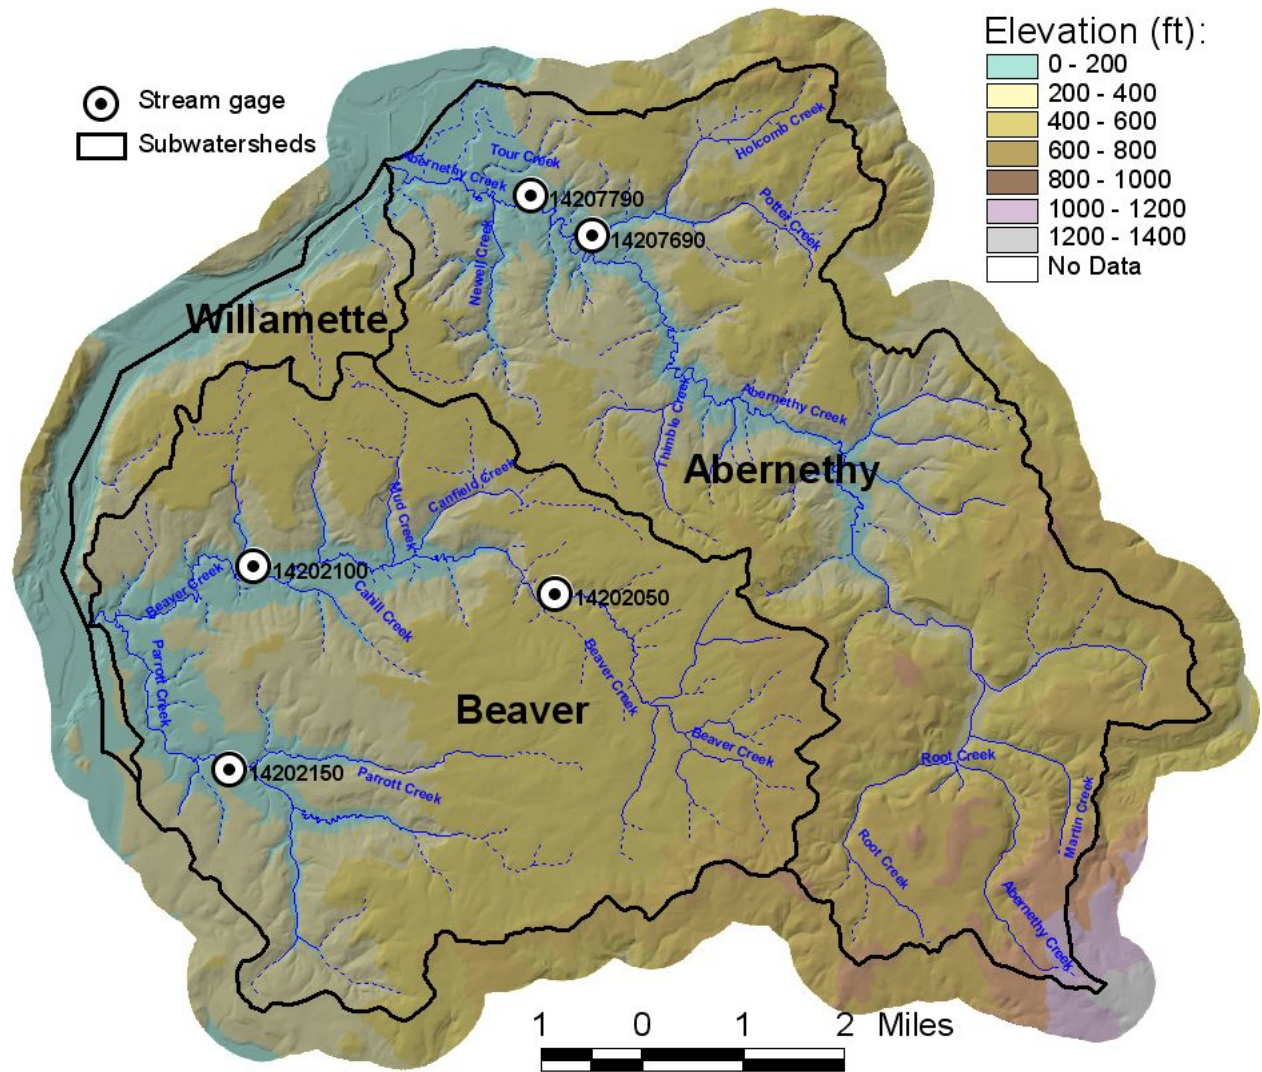 Elevation (ft):
0 - 200
200 - 400
400 - 600
600 - 800
800 - 1000
1000 - 1200
1200 - 1400
No Data
Stream gage
Subwatersheds
Holcomb Creek
Tour Creek
Abernethy Creek
14207790
Potter Creek
14207690
Newell Creek
Willamette
Abernethy Creek
Thimble Creek
Abernethy
Canfield Creek
Mud Creek
14202100
Beaver Creek
Cahill Creek
14202050
Beaver Creek
Parrott Creek
Beaver
Beaver Creek
14202150
Parrott Creek
Root Creek
Martin Creek
Root Creek
Abernethy Creek
1 0 1 2 Miles